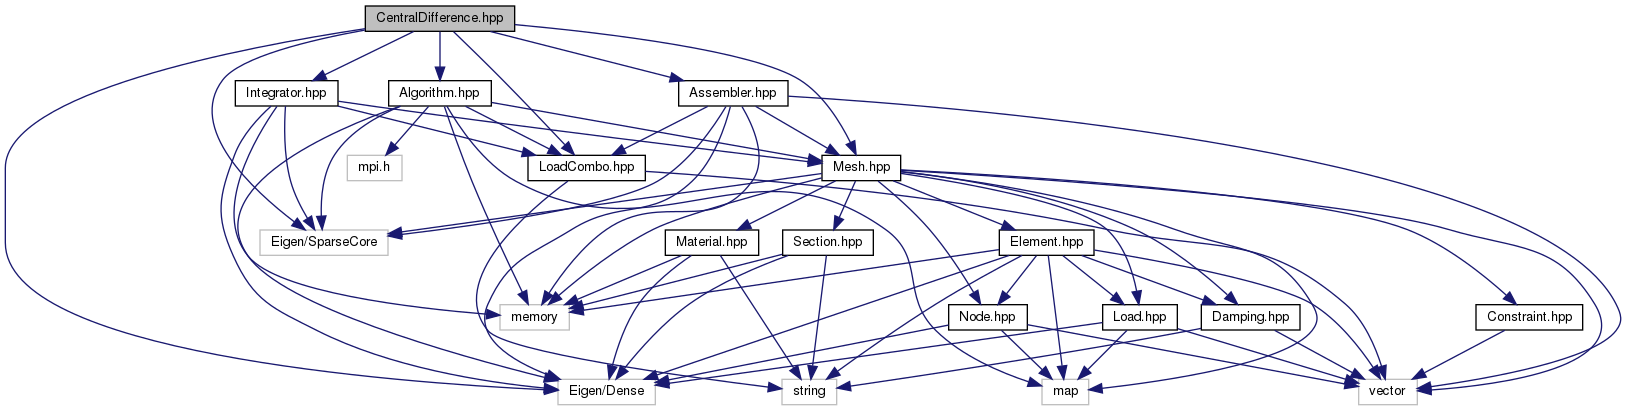 CentralDifference.hpp
Integrator.hpp
Algorithm.hpp
Assembler.hpp
mpi.h
LoadCombo.hpp
Mesh.hpp
Eigen/SparseCore
Material.hpp
Section.hpp
Element.hpp
memory
Node.hpp
Load.hpp
Damping.hpp
Constraint.hpp
Eigen/Dense
string
map
vector